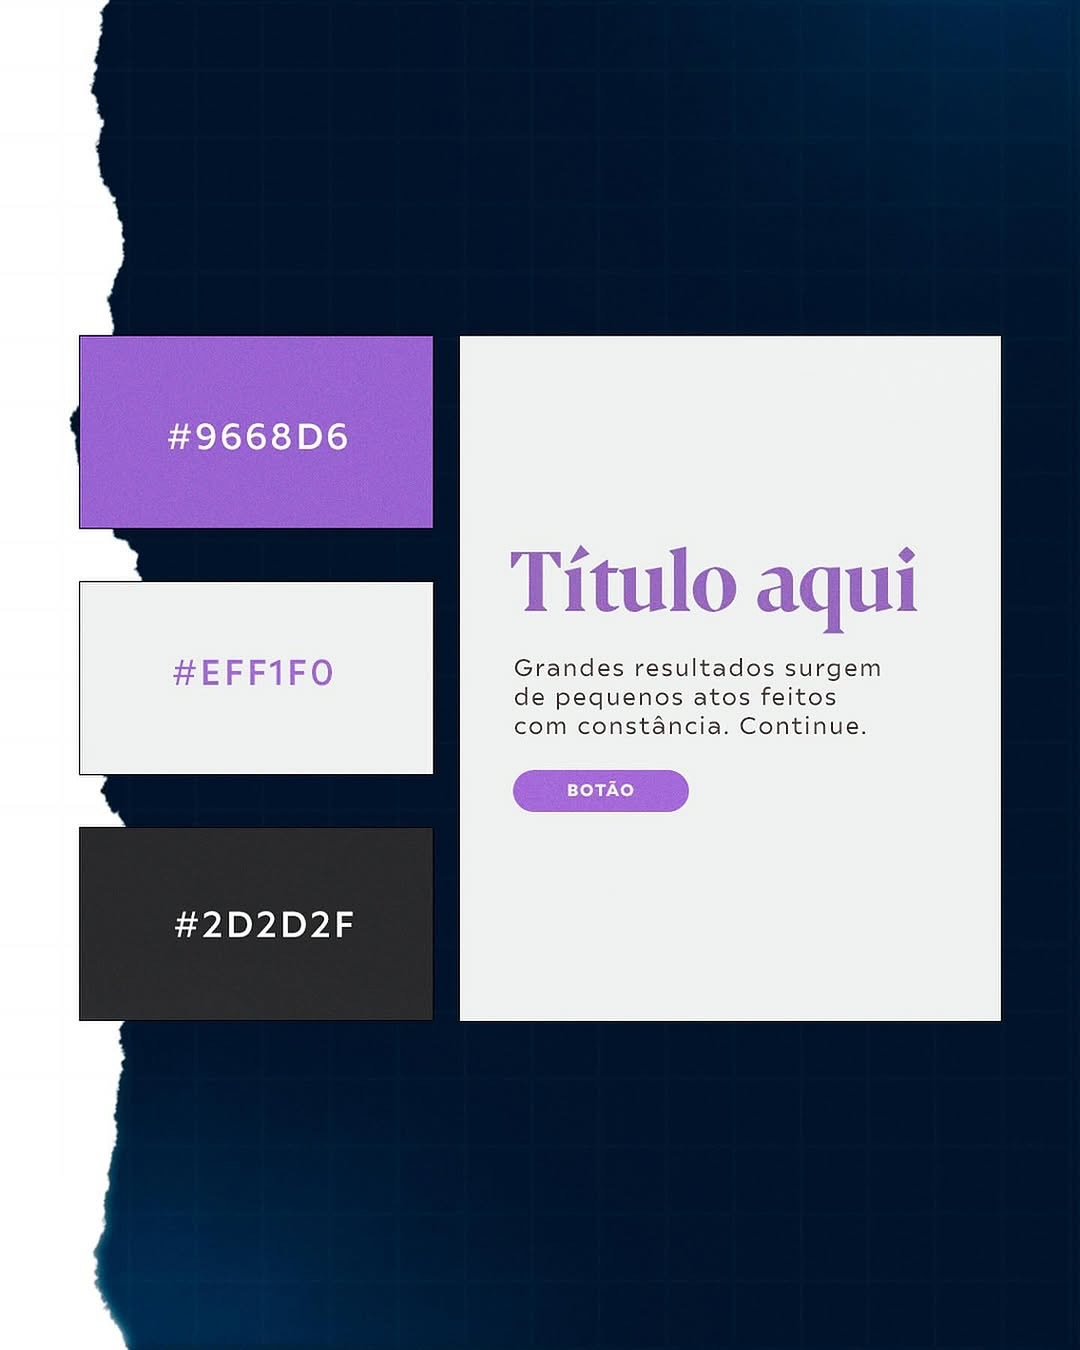 #9668D6
#EFF1F0
#2D2D2F
Título aqui
Grandes resultados surgem
de pequenos atos feitos
com constância. Continue.
BOTÃO